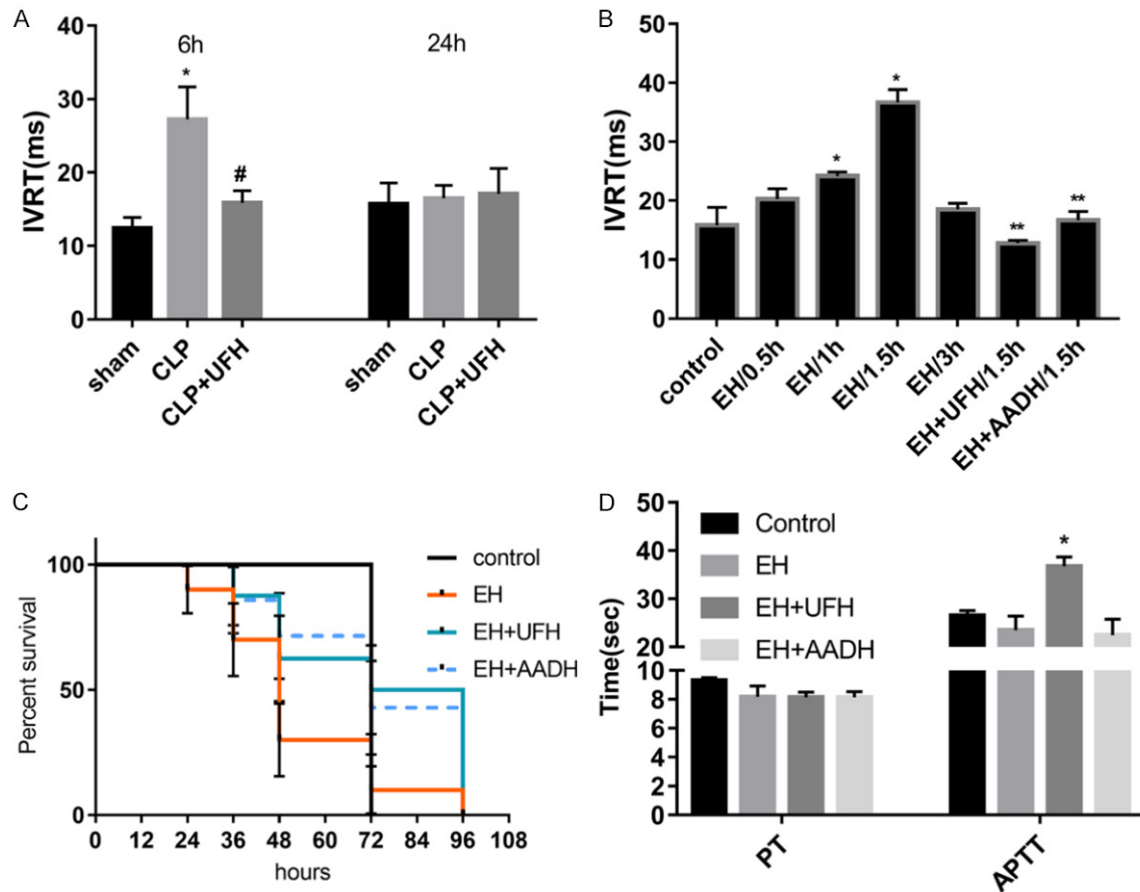 A
IVRT(ms)
40
30
20
10
0
6h
24h
*
#
sham
CLP
CLP+UFH
sham
CLP
CLP+UFH
B
IVRT(ms)
50
40
30
20
10
0
*
*
**
**
control
EH/0.5h
EH/1h
EH/1.5h
EH/3h
EH+UFH/1.5h
EH+AADH/1.5h
C
Percent survival
100
50
0
control
EH
EH+UFH
EH+AADH
0 12 24 36 48 60 72 84 96 108
hours
D
Time(sec)
50
40
30
20
10
8
6
4
2
0
Control
EH
EH+UFH
EH+AADH
*
PT
APTT